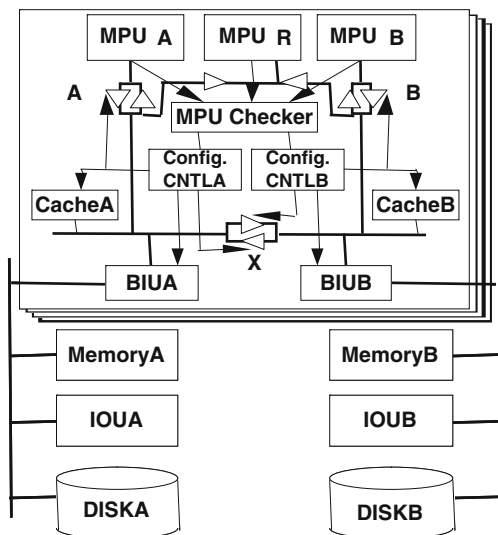 MPU A
MPU R
MPU B
A
B
MPU Checker
Config.
CNTLA
Config.
CNTLB
CacheA
CacheB
X
BIUA
BIUB
MemoryA
MemoryB
IOUA
IOUB
DISKA
DISKB